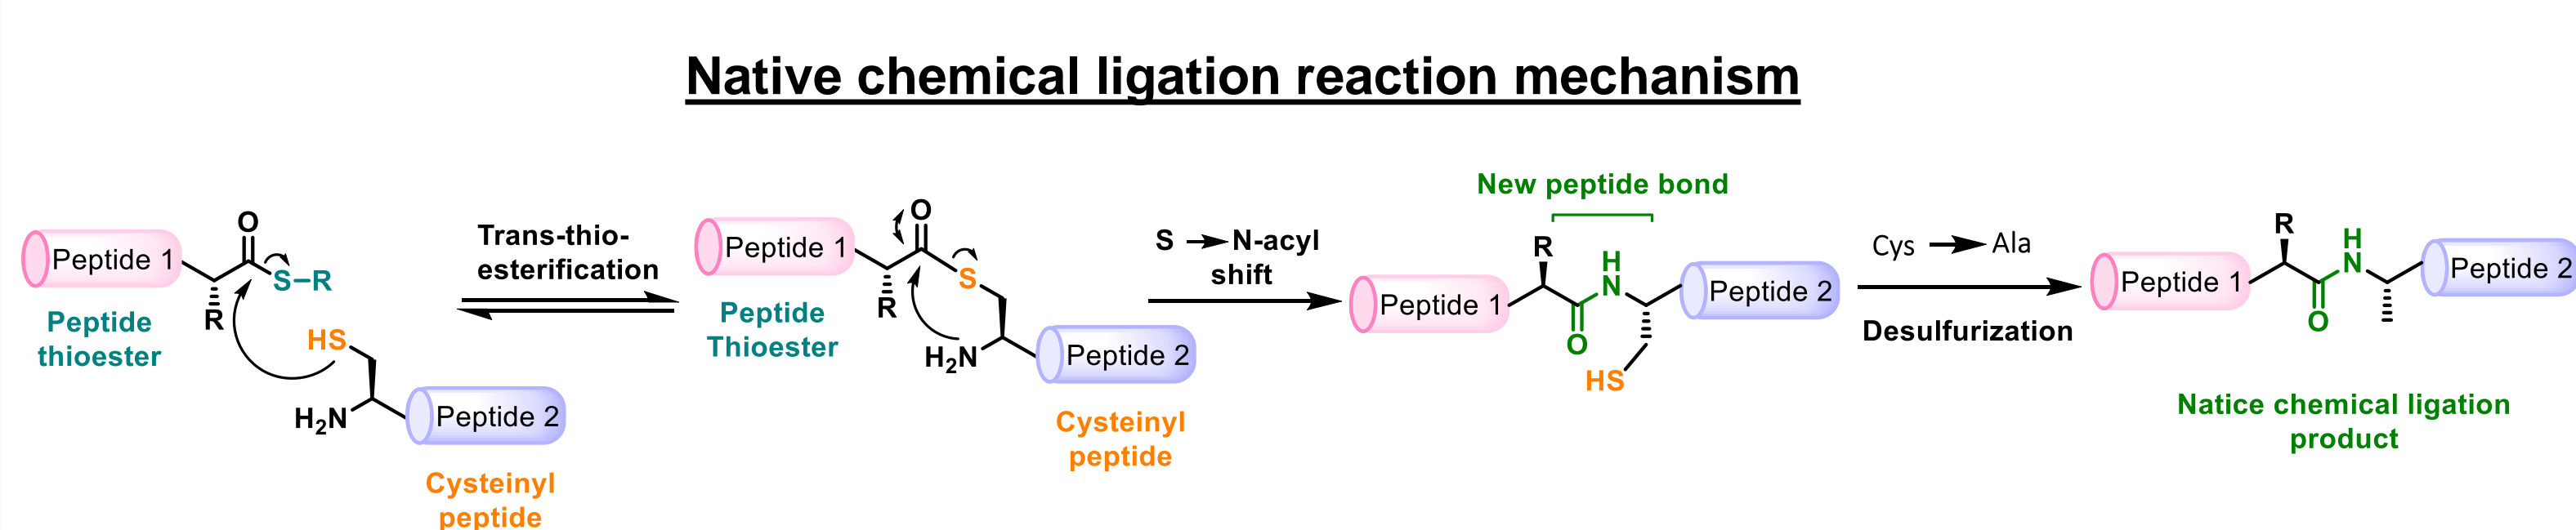 Native chemical ligation reaction mechanism
Peptide 1
O
S–R
R
Peptide
thioester
HS
H₂N
Peptide 2
Cysteinyl
peptide
Trans-thio-
esterification
Peptide 1
O
S
R
Peptide
Thioester
H₂N
Peptide 2
Cysteinyl
peptide
S → N-acyl
shift
New peptide bond
Peptide 1
R
O
H
N
HS
Peptide 2
Cys → Ala
Desulfurization
Peptide 1
R
O
H
N
Peptide 2
Natice chemical ligation
product